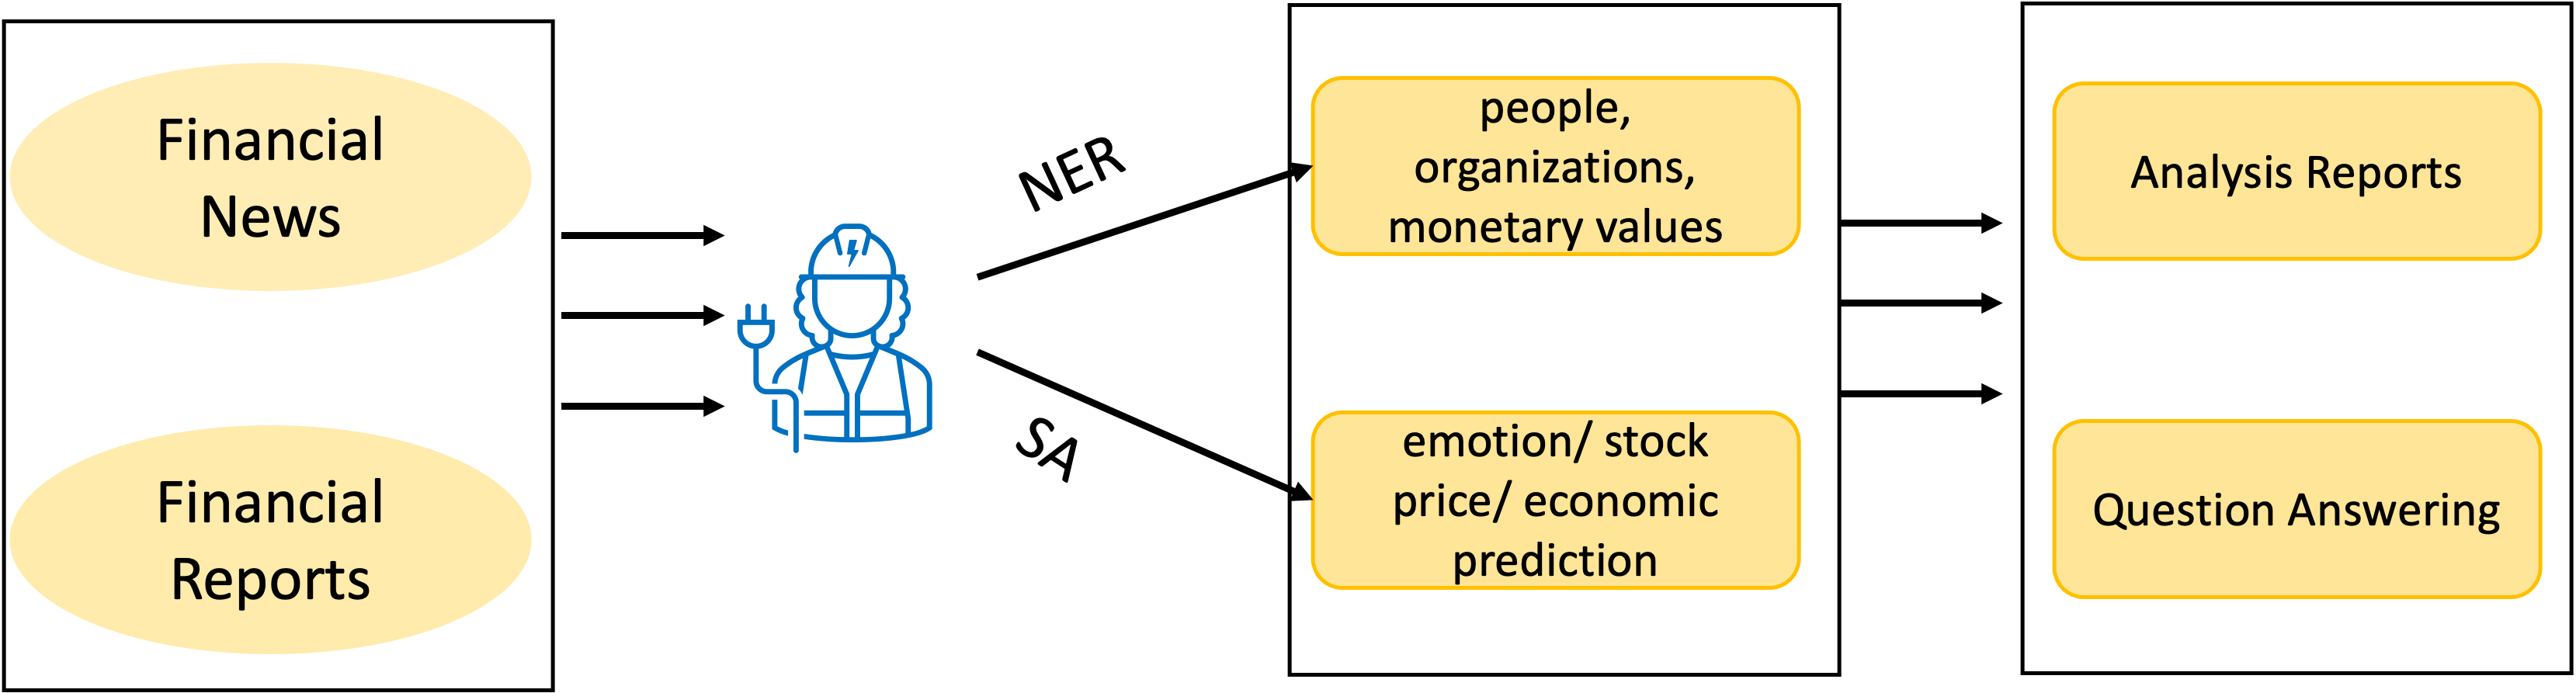 Financial
News
Financial
Reports
NER
SA
people,
organizations,
monetary values
emotion/ stock
price/ economic
prediction
Analysis Reports
Question Answering